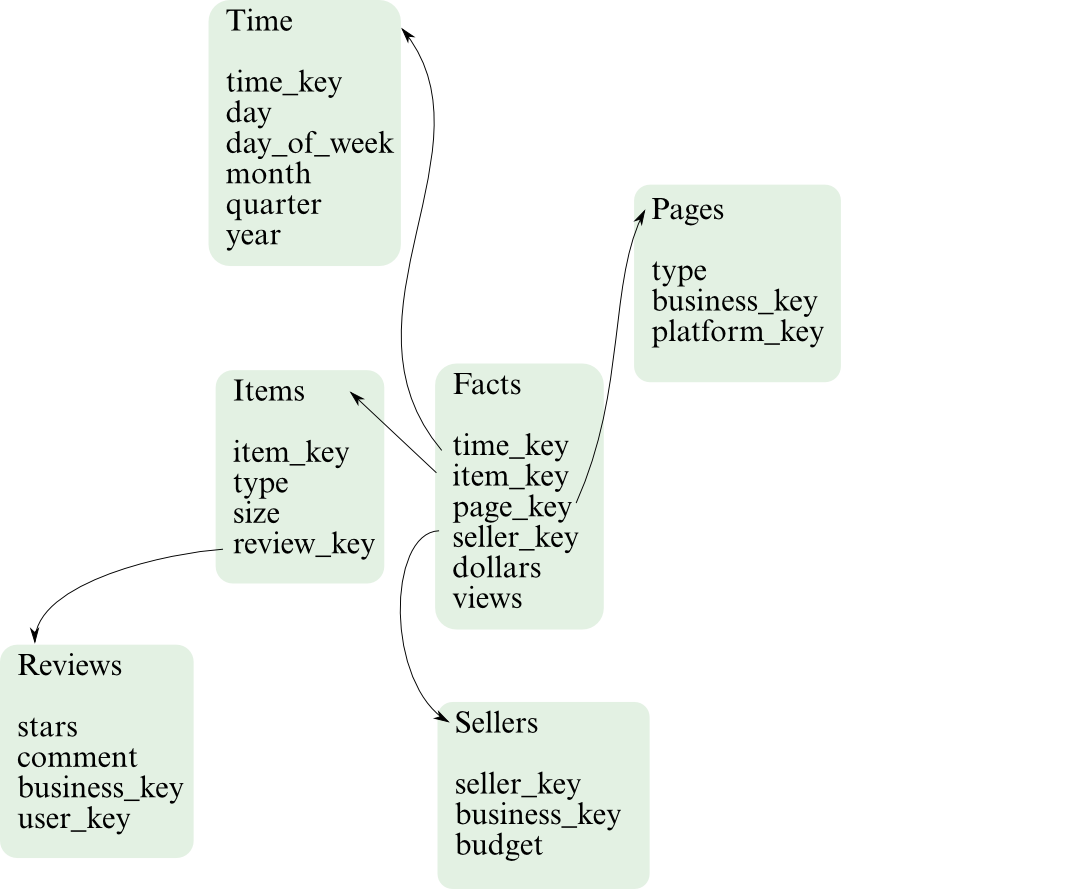 Time
time_key
day
day_of_week
month
quarter
year
Pages
type
business_key
platform_key
Items
item_key
type
size
review_key
Facts
time_key
item_key
page_key
seller_key
dollars
views
Reviews
stars
comment
business_key
user_key
Sellers
seller_key
business_key
budget